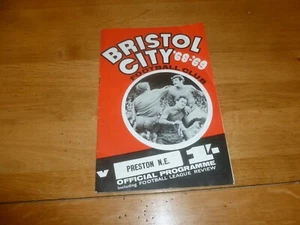 BRISTOL
CITY '68-'69
FOOTBALL CLUB
PRESTON N.E.
1/-
OFFICIAL PROGRAMME
Including FOOTBALL LEAGUE REVIEW